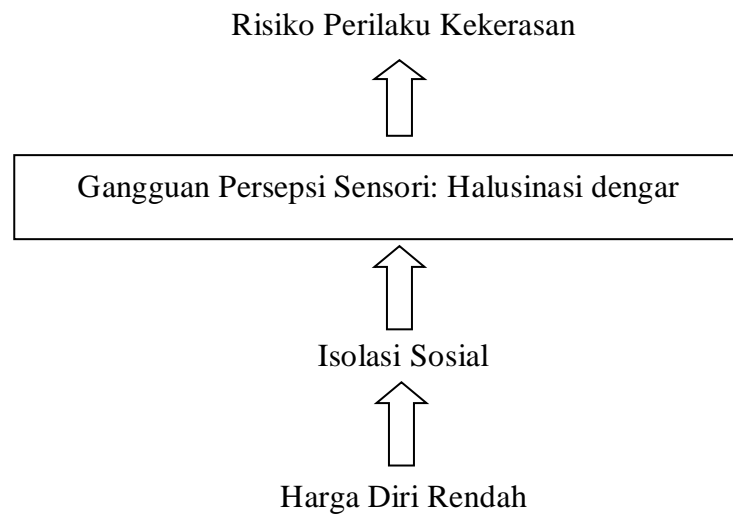 Risiko Perilaku Kekerasan
Gangguan Persepsi Sensori: Halusinasi dengar
Isolasi Sosial
Harga Diri Rendah